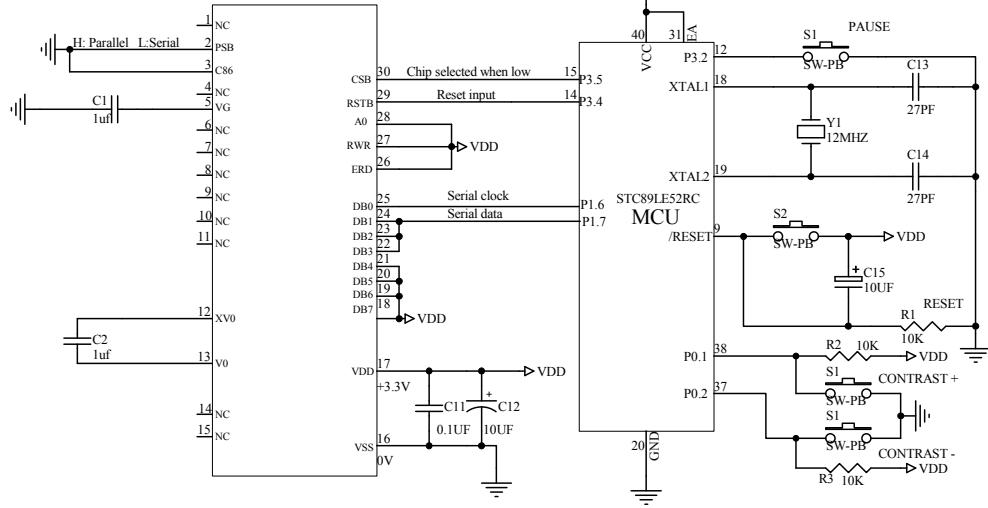 1 NC
H: Parallel L:Serial 2 PSB
3 C86
4 NC
C1 5 VG
1uf
6 NC
7 NC
8 NC
9 NC
10 NC
11 NC
12 XV0
C2
1uf
13 V0
14 NC
15 NC
CSB 30 Chip selected when low 15 P3.5
RSTB 29 Reset input 14 P3.4
A0 28
RWR 27 VDD
ERD 26
DB0 25 Serial clock P1.6
DB1 24 Serial data P1.7
DB2 23
DB3 22
DB4 21
DB5 20
DB6 19
DB7 18 VDD
VDD 17 VDD
+3.3V
C11 C12
0.1UF 10UF
VSS 16
0V
40 31
VCC EA
STC89LE52RC
MCU
20 GND
P3.2 12 S1 PAUSE
SW-PB
XTAL1 18 C13
27PF
Y1
12MHZ
XTAL2 19 C14
27PF
/RESET 9 S2 VDD
SW-PB
C15
10UF
RESET
R1
10K
P0.1 38 R2 10K VDD
S1 CONTRAST +
SW-PB
P0.2 37 S1
SW-PB CONTRAST -
R3 10K VDD